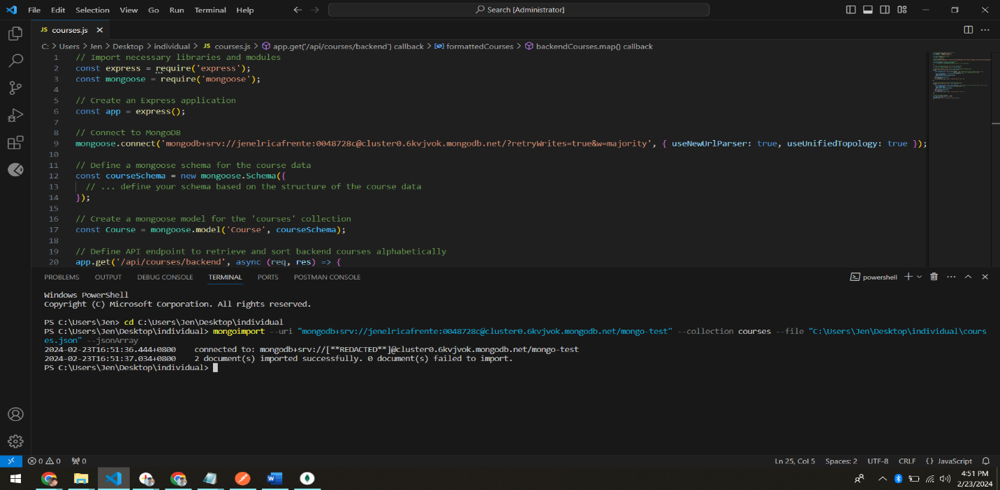 File Edit Selection View Go Run Terminal Help
Search [Administrator]
JS courses.js
C: > Users > Jen > Desktop > individual > JS courses.js > app.get('/api/courses/backend') callback > formattedCourses > backendCourses.map() callback
1 // Import necessary libraries and modules
2 const express = require('express');
3 const mongoose = require('mongoose');
4
5 // Create an Express application
6 const app = express();
7
8 // Connect to MongoDB
9 mongoose.connect('mongodb+srv://jenelricafrente:0048728c@cluster0.6kvjvok.mongodb.net/?retryWrites=true&w=majority', { useNewUrlParser: true, useUnifiedTopology: true });
10
11 // Define a mongoose schema for the course data
12 const courseSchema = new mongoose.Schema({
13 // ... define your schema based on the structure of the course data
14 });
15
16 // Create a mongoose model for the 'courses' collection
17 const Course = mongoose.model('Course', courseSchema);
18
19 // Define API endpoint to retrieve and sort backend courses alphabetically
20 app.get('/api/courses/backend', async (req, res) => {
PROBLEMS OUTPUT DEBUG CONSOLE TERMINAL PORTS POSTMAN CONSOLE
powershell
Windows PowerShell
Copyright (C) Microsoft Corporation. All rights reserved.
PS C:\Users\Jen> cd C:\Users\Jen\Desktop\individual
PS C:\Users\Jen\Desktop\individual> mongoimport --uri "mongodb+srv://jenelricafrente:0048728c@cluster0.6kvjvok.mongodb.net/mongo-test" --collection courses --file "C:\Users\Jen\Desktop\individual\cours
es.json" --jsonArray
2024-02-23T16:51:36.444+0800 connected to: mongodb+srv://[**REDACTED**]@cluster0.6kvjvok.mongodb.net/mongo-test
2024-02-23T16:51:37.034+0800 2 document(s) imported successfully. 0 document(s) failed to import.
PS C:\Users\Jen\Desktop\individual>
0 0 0
Ln 25, Col 5 Spaces: 2 UTF-8 CRLF {} JavaScript
4:51 PM
2/23/2024